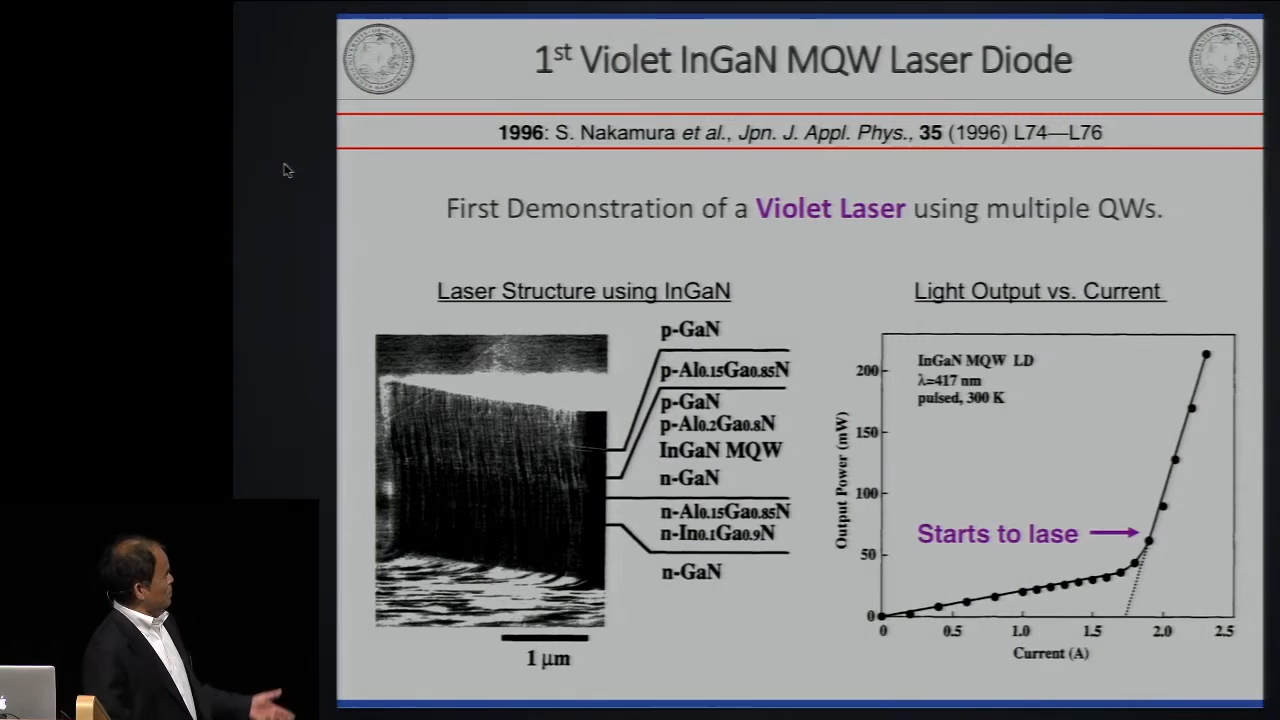 1st Violet InGaN MQW Laser Diode
1996: S. Nakamura et al., Jpn. J. Appl. Phys., 35 (1996) L74—L76
First Demonstration of a Violet Laser using multiple QWs.
Laser Structure using InGaN
p-GaN
p-Al0.15Ga0.85N
p-GaN
p-Al0.2Ga0.8N
InGaN MQW
n-GaN
n-Al0.15Ga0.85N
n-In0.1Ga0.9N
n-GaN
1 μm
Light Output vs. Current
InGaN MQW LD
λ=417 nm
pulsed, 300 K
Starts to lase
Output Power (mW)
200
150
100
50
0
0 0.5 1.0 1.5 2.0 2.5
Current (A)